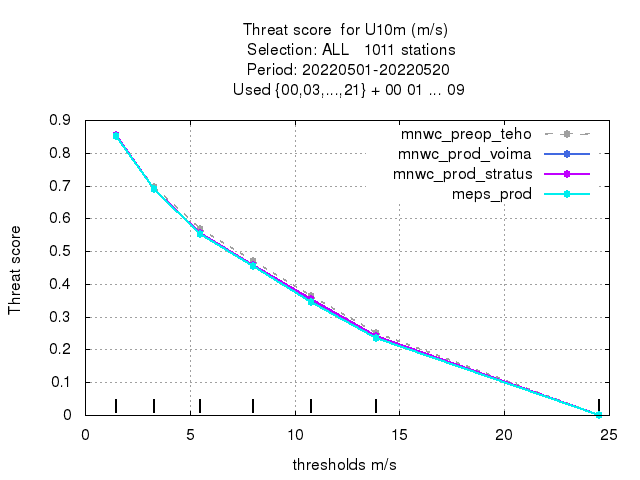 Threat score  for U10m (m/s)
Selection: ALL   1011 stations
Period: 20220501-20220520
Used {00,03,...,21} + 00 01 ... 09
0.9
0.8
0.7
0.6
0.5
0.4
0.3
0.2
0.1
0
Threat score
mnwc_preop_teho
mnwc_prod_voima
mnwc_prod_stratus
meps_prod
0 5 10 15 20 25
thresholds m/s